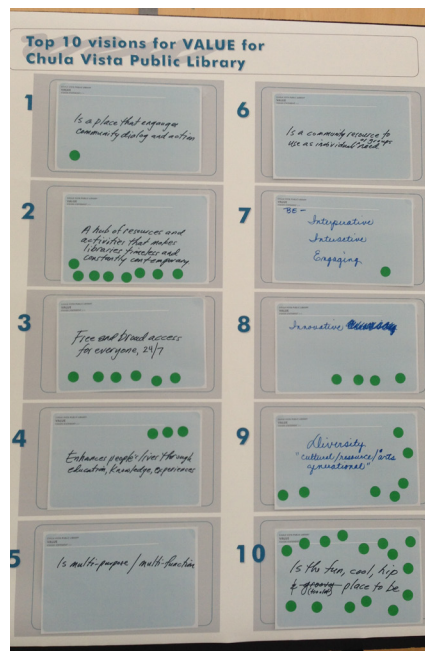 Top 10 visions for VALUE for
Chula Vista Public Library
1
Is a place that engages
community dialog and action
2
A hub of resources and
activities that makes
libraries timeless and
constantly contemporary
3
Free and broad access
for everyone, 24/7
4
Enhances people's lives through
education, knowledge, experiences
5
Is multi-purpose / multi-function
6
Is a community resource to
use as individual need
or groups
7
"BE -
Interpretive
Interactive
Engaging
8
Innovative
9
Diversity
"cultural/resource/arts
generational"
10
Is the fun, cool, hip
& groovy place to be